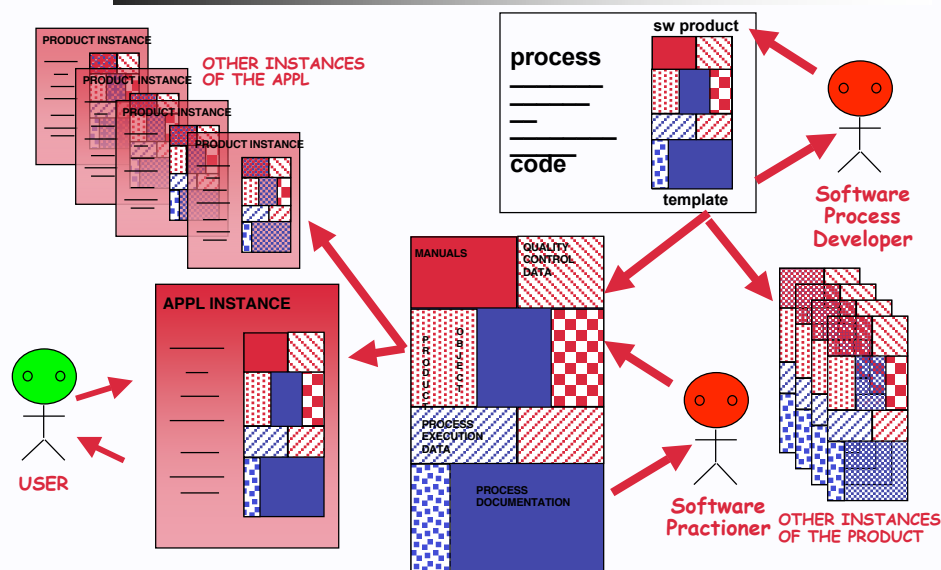 PRODUCT INSTANCE
PRODUCT INSTANCE
PRODUCT INSTANCE
PRODUCT INSTANCE
OTHER INSTANCES
OF THE APPL
process
code
sw product
template
Software
Process
Developer
APPL INSTANCE
USER
MANUALS
QUALITY
CONTROL
DATA
PRODUCT
OBJECT
PROCESS
EXECUTION
DATA
PROCESS
DOCUMENTATION
Software
Practioner
OTHER INSTANCES
OF THE PRODUCT